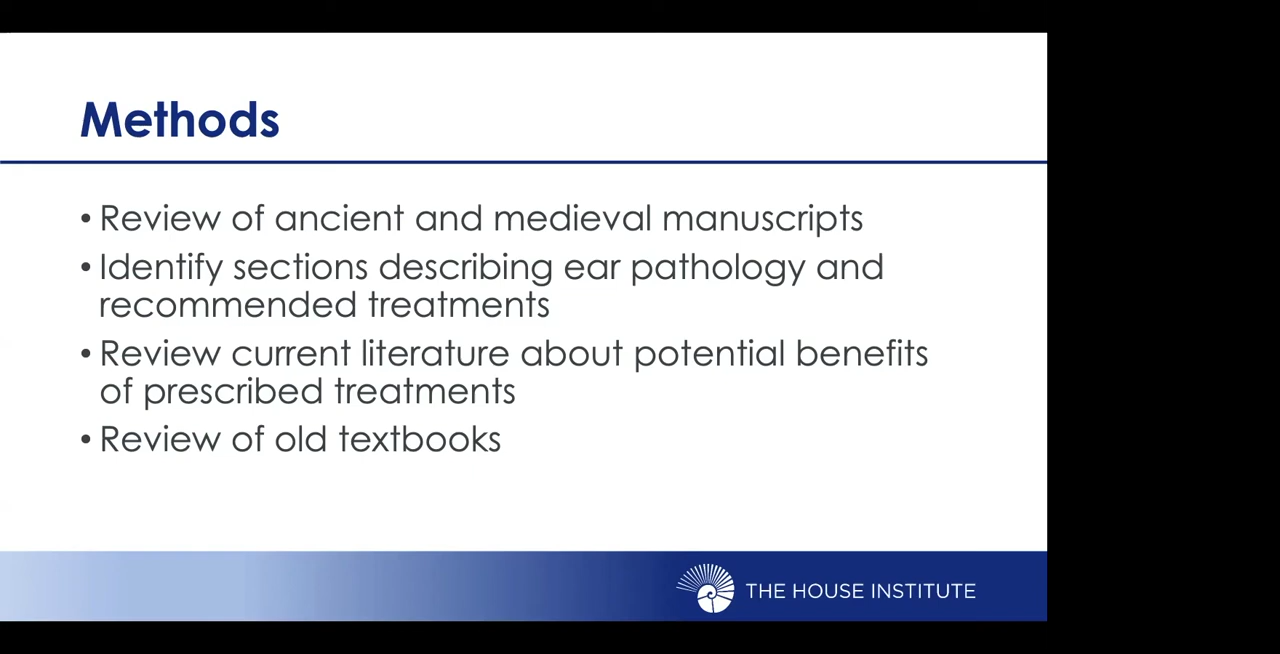 Methods
• Review of ancient and medieval manuscripts
• Identify sections describing ear pathology and
recommended treatments
• Review current literature about potential benefits
of prescribed treatments
• Review of old textbooks
THE HOUSE INSTITUTE